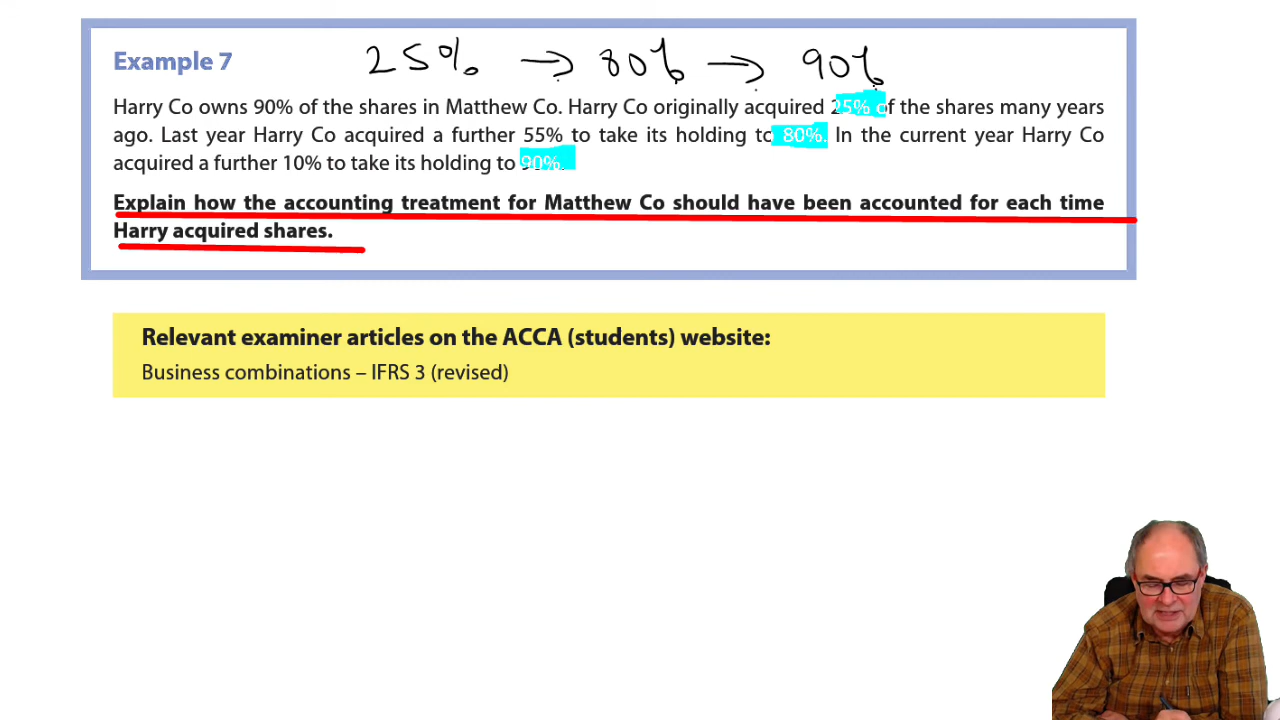 Example 7
25% → 80% → 90%
Harry Co owns 90% of the shares in Matthew Co. Harry Co originally acquired 25% of the shares many years
ago. Last year Harry Co acquired a further 55% to take its holding to 80%. In the current year Harry Co
acquired a further 10% to take its holding to 90%.
Explain how the accounting treatment for Matthew Co should have been accounted for each time
Harry acquired shares.
Relevant examiner articles on the ACCA (students) website:
Business combinations – IFRS 3 (revised)